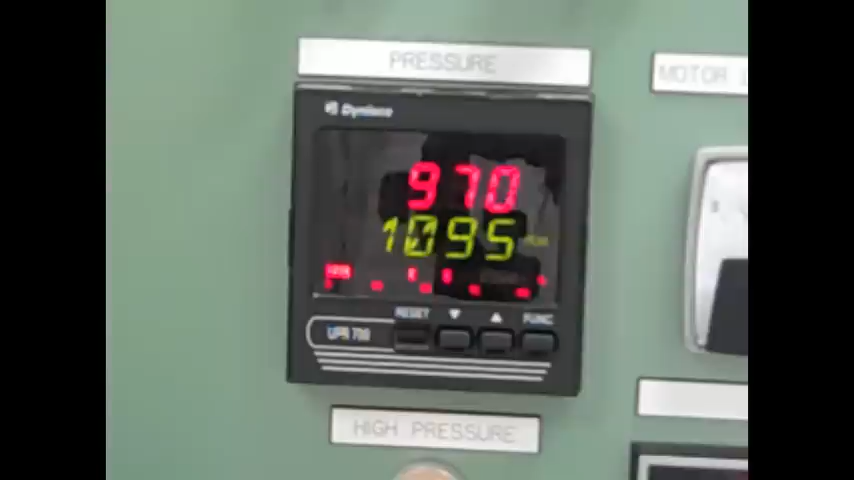 PRESSURE
MOTOR
Dynisco
970
1095
RESET
FUNC
UPR 700
HIGH PRESSURE